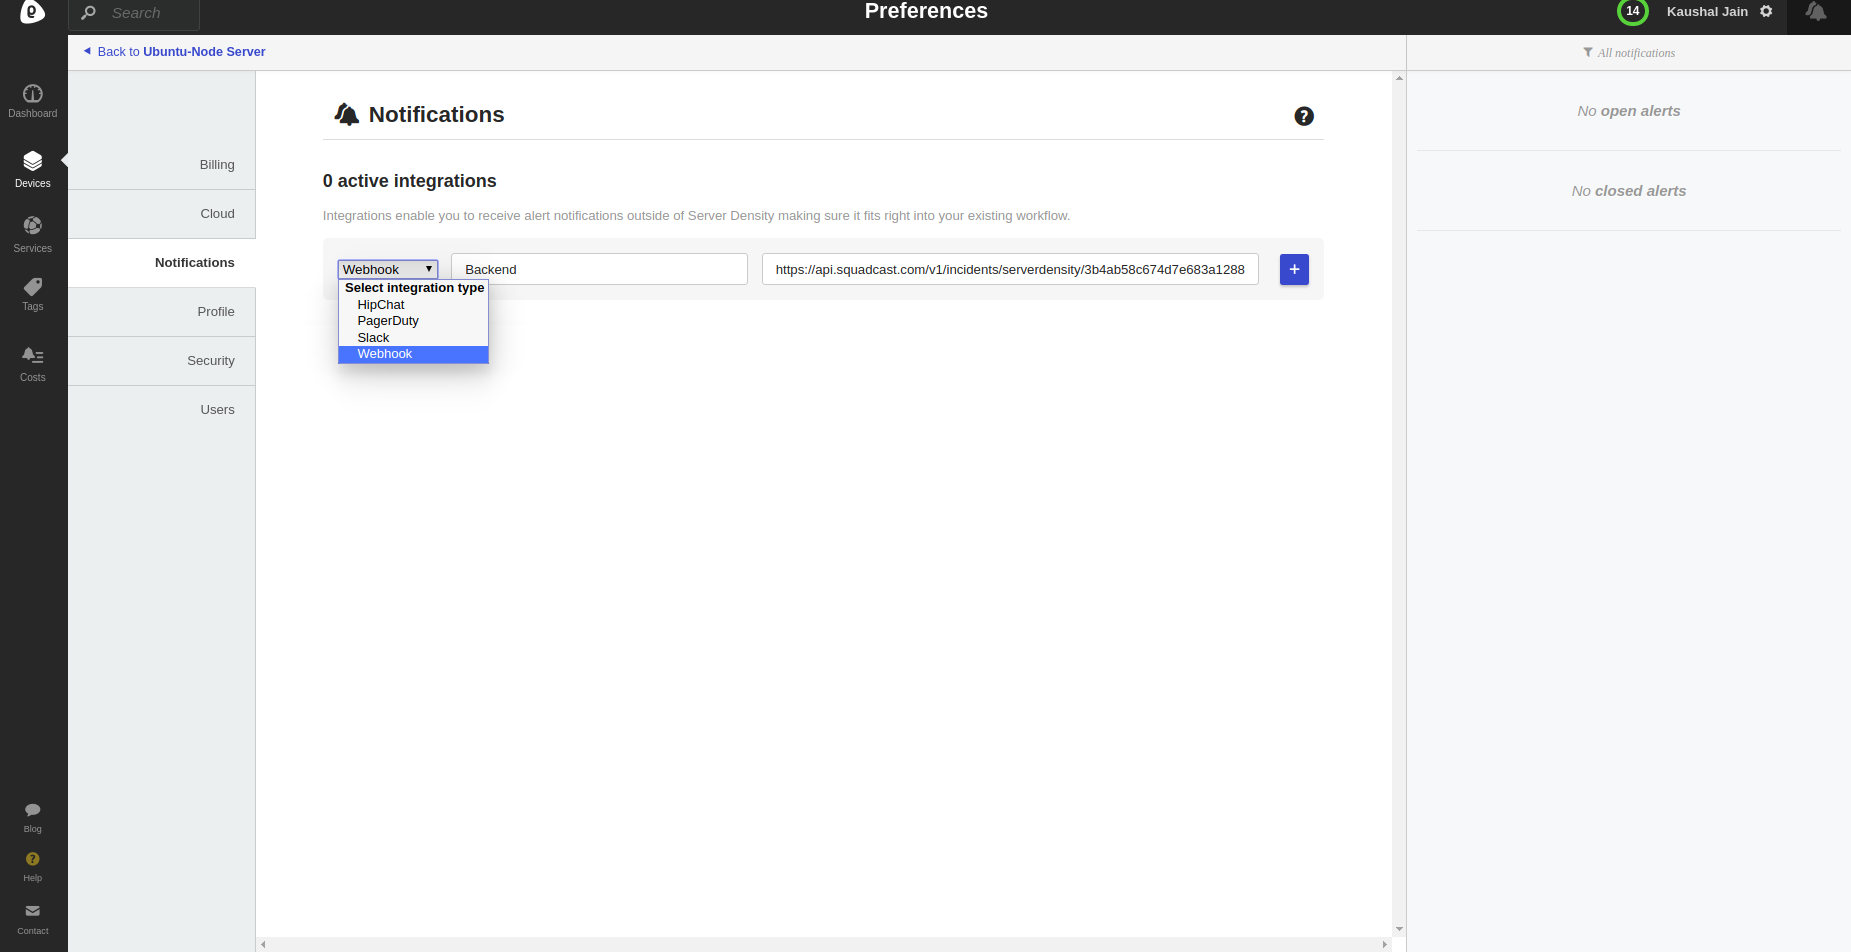 Search
Preferences
14
Kaushal Jain
Back to Ubuntu-Node Server
All notifications
Dashboard
Devices
Services
Tags
Costs
Blog
Help
Contact
Billing
Cloud
Notifications
Profile
Security
Users
Notifications
?
0 active integrations
Integrations enable you to receive alert notifications outside of Server Density making sure it fits right into your existing workflow.
Webhook
Backend
https://api.squadcast.com/v1/incidents/serverdensity/3b4ab58c674d7e683a1288
+
Select integration type
HipChat
PagerDuty
Slack
Webhook
No open alerts
No closed alerts